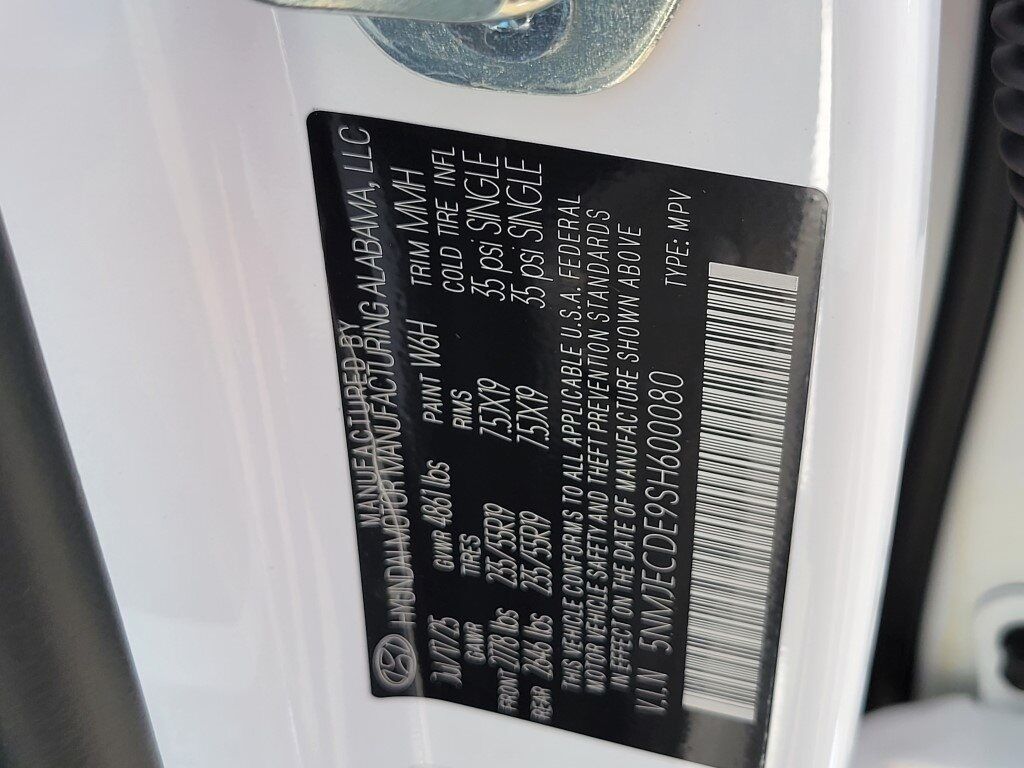 MANUFACTURED BY
HYUNDAI MOTOR MANUFACTURING ALABAMA, LLC
GVWR 4861 lbs PAINT W6H TRIM MMH
GAWR TIRES RIMS COLD TIRE INFL
FRONT 2778 lbs 235/55R19 7.5JX19 35 psi SINGLE
REAR 2645 lbs 235/55R19 7.5JX19 35 psi SINGLE
THIS VEHICLE CONFORMS TO ALL APPLICABLE U.S.A. FEDERAL
MOTOR VEHICLE SAFETY AND THEFT PREVENTION STANDARDS
IN EFFECT ON THE DATE OF MANUFACTURE SHOWN ABOVE
V.I.N 5NMJECDE9SH600080 TYPE: MPV